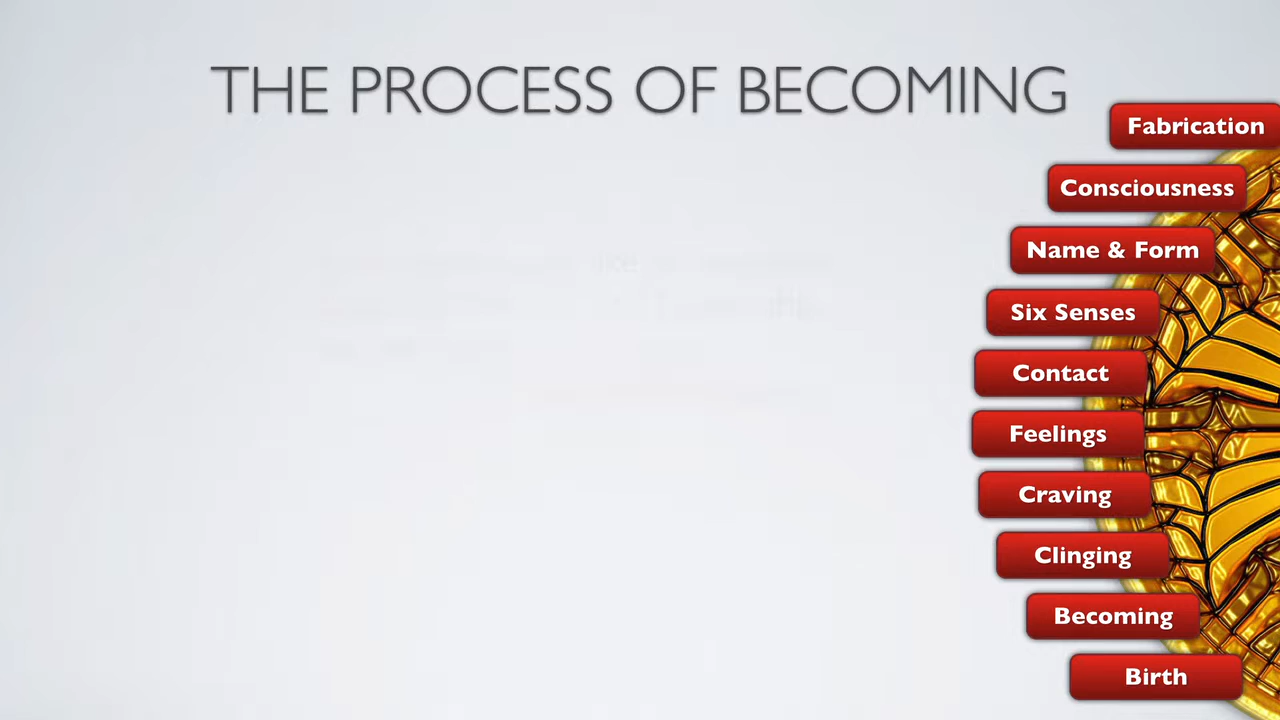 THE PROCESS OF BECOMING
Fabrication
Consciousness
Name & Form
Six Senses
Contact
Feelings
Craving
Clinging
Becoming
Birth